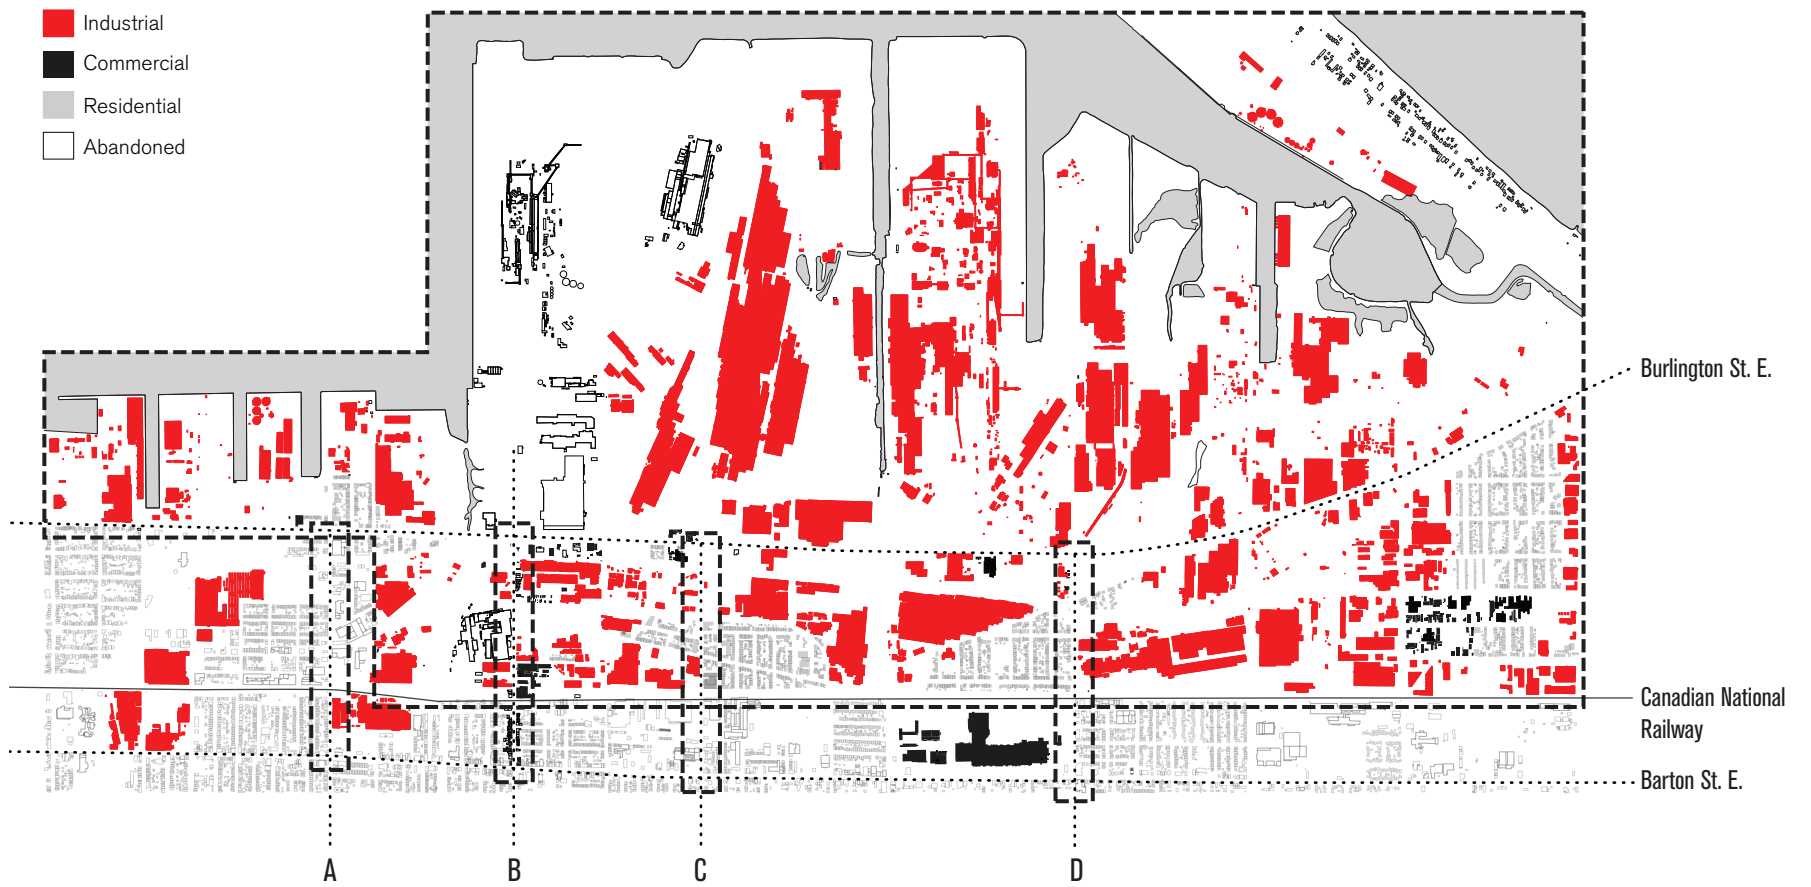 Industrial
Commercial
Residential
Abandoned
Burlington St. E.
Canadian National
Railway
Barton St. E.
A
B
C
D